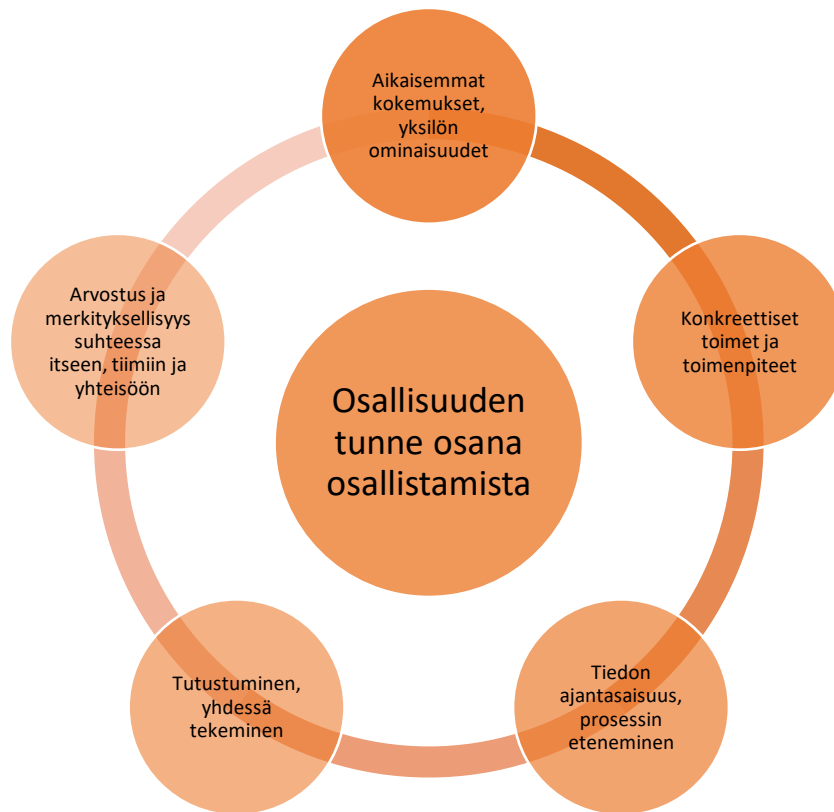 Aikaisemmat
kokemukset,
yksilön
ominaisuudet
Konkreettiset
toimet ja
toimenpiteet
Tiedon
ajantasaisuus,
prosessin
eteneminen
Tutustuminen,
yhdessä
tekeminen
Arvostus ja
merkityksellisyys
suhteessa
itseen, tiimiin ja
yhteisöön
Osallisuuden
tunne osana
osallistamista